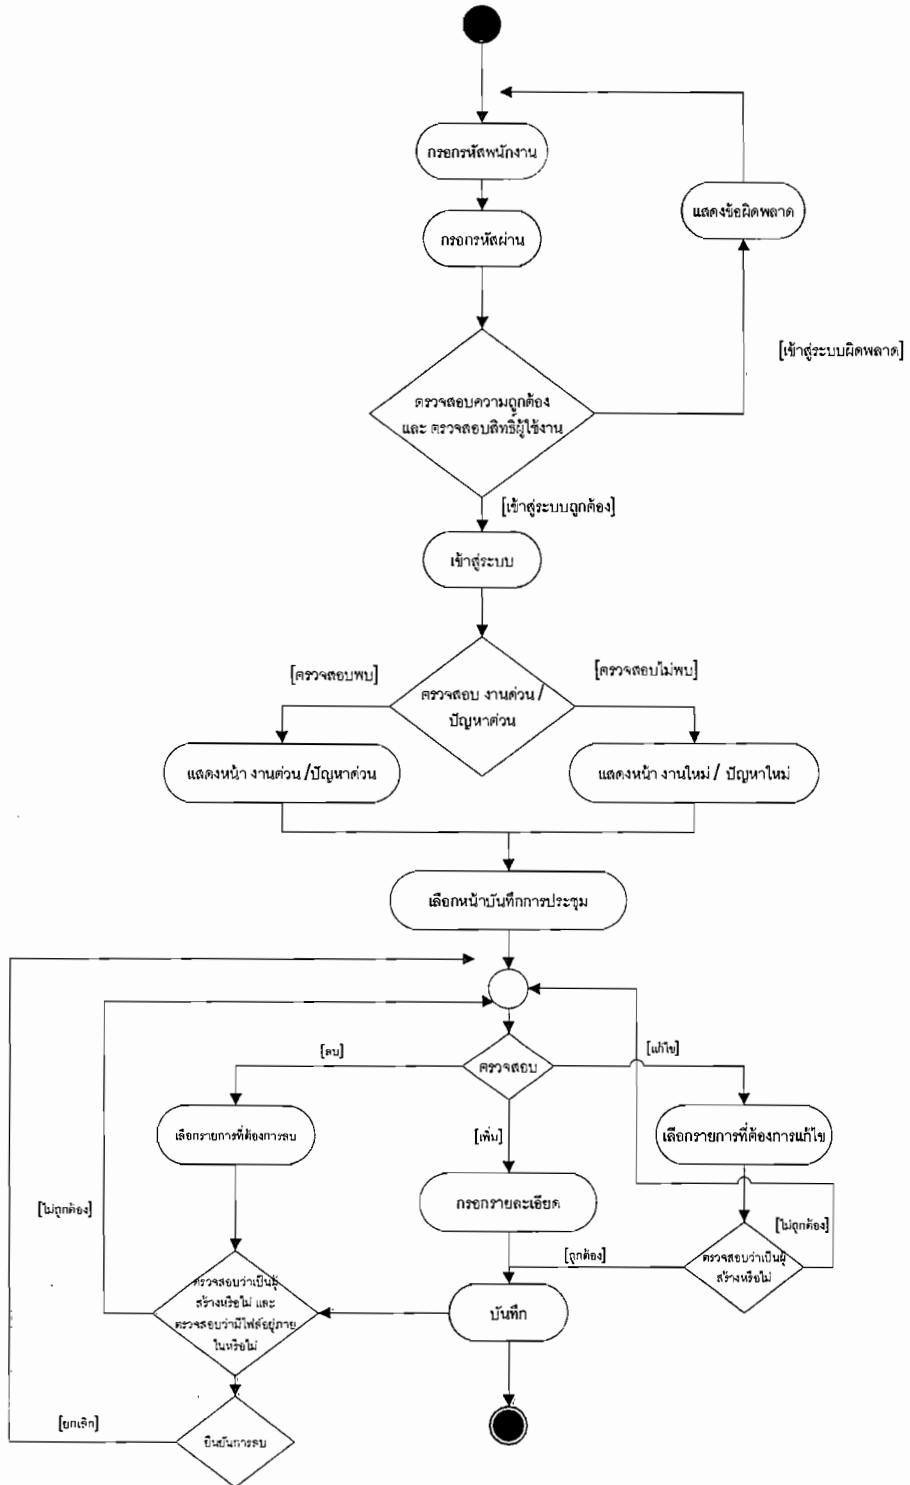 กรอกรหัสพนักงาน
แสดงข้อผิดพลาด
กรอกรหัสผ่าน
[เข้าสู่ระบบผิดพลาด]
ตรวจสอบความถูกต้อง
และ ตรวจสอบสิทธิ์ผู้ใช้งาน
[เข้าสู่ระบบถูกต้อง]
เข้าสู่ระบบ
[ตรวจสอบพบ]
[ตรวจสอบไม่พบ]
ตรวจสอบ งานด่วน /
ปัญหาด่วน
แสดงหน้า งานด่วน /ปัญหาด่วน
แสดงหน้า งานใหม่ / ปัญหาใหม่
เลือกหน้าบันทึกการประชุม
[ลบ]
[แก้ไข]
ตรวจสอบ
เลือกรายการที่ต้องการลบ
[เพิ่ม]
เลือกรายการที่ต้องการแก้ไข
[ไม่ถูกต้อง]
กรอกรายละเอียด
[ไม่ถูกต้อง]
[ถูกต้อง]
ตรวจสอบว่าเป็นผู้
สร้างหรือไม่
ตรวจสอบว่าเป็นผู้
สร้างหรือไม่ และ
ตรวจสอบว่ามีไฟล์อยู่ภาย
ในหรือไม่
บันทึก
[ยกเลิก]
ยืนยันการลบ